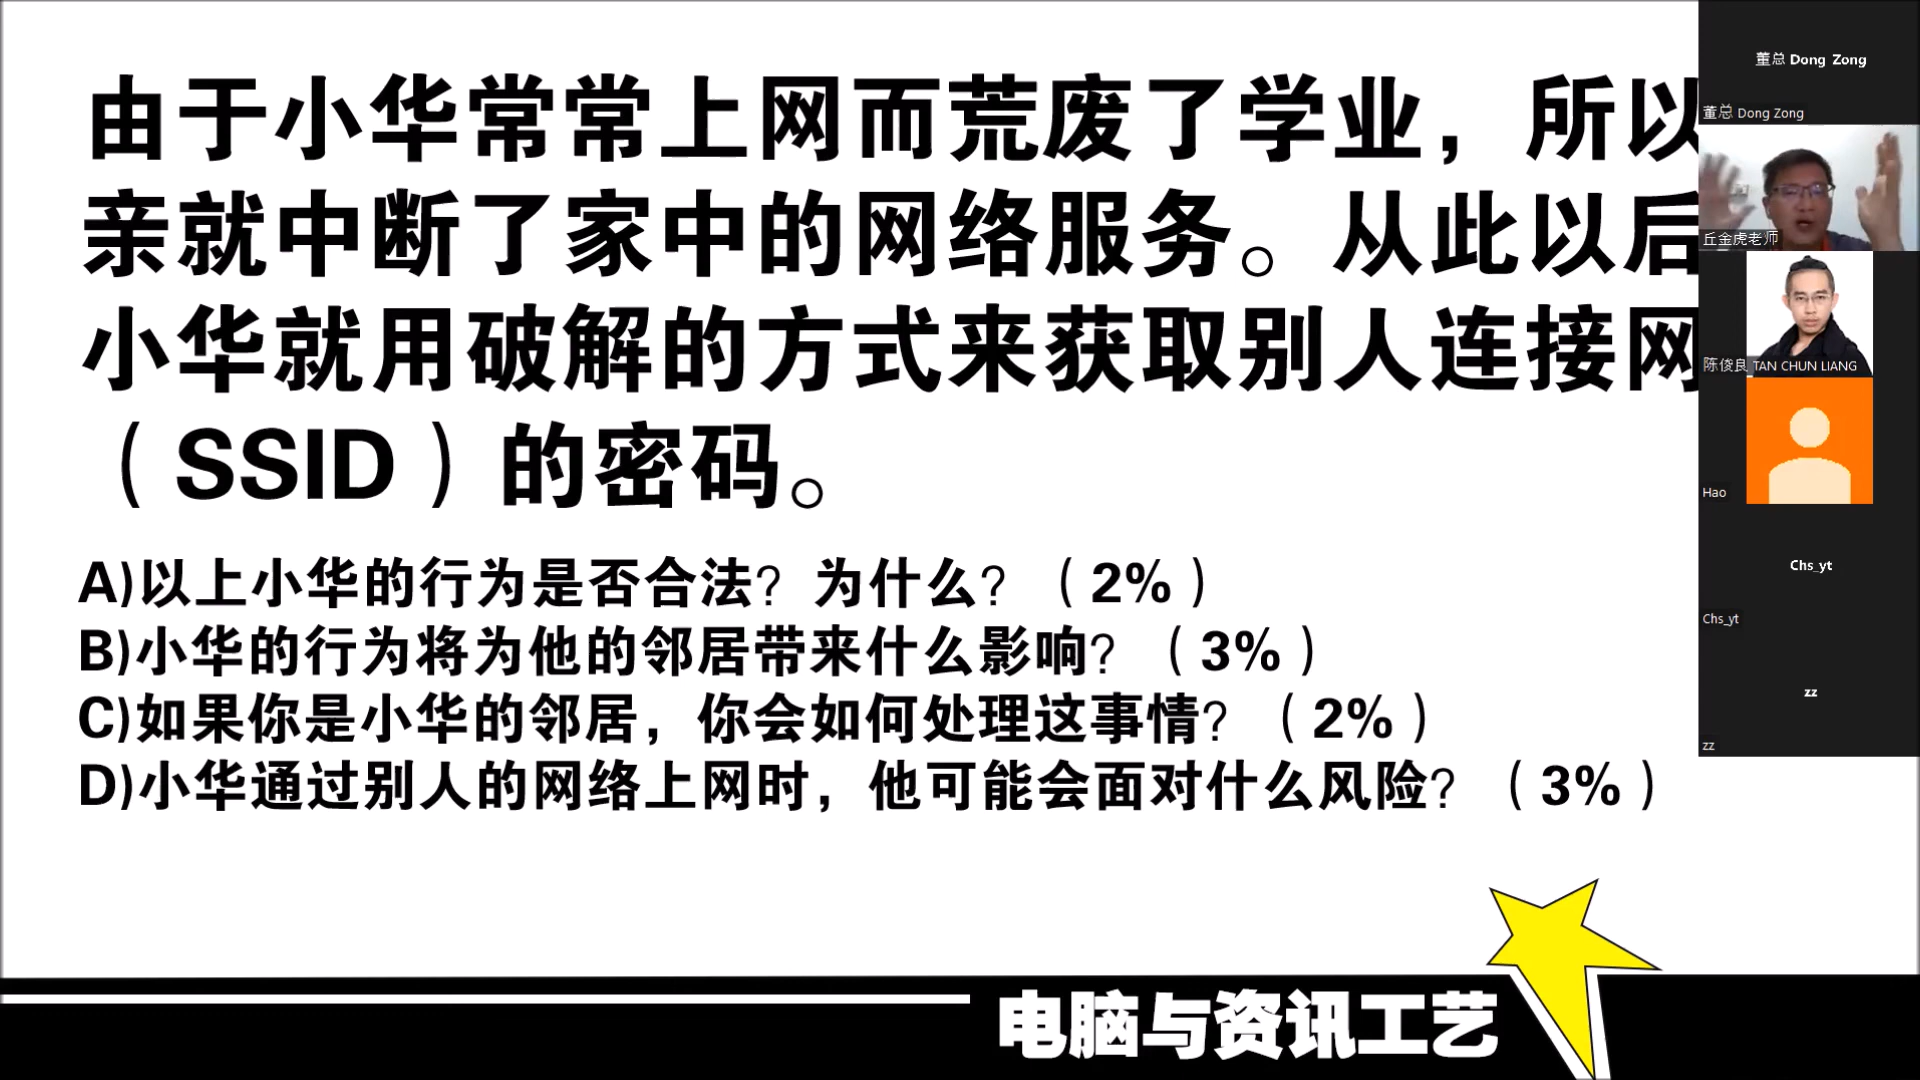 由于小华常常上网而荒废了学业，所以
亲就中断了家中的网络服务。从此以后
小华就用破解的方式来获取别人连接网
（SSID）的密码。
A)以上小华的行为是否合法？为什么？（2%）
B)小华的行为将为他的邻居带来什么影响？（3%）
C)如果你是小华的邻居，你会如何处理这事情？（2%）
D)小华通过别人的网络上网时，他可能会面对什么风险？（3%）
电脑与资讯工艺
董总 Dong Zong
董总 Dong Zong
丘金虎老师
陈俊良 TAN CHUN LIANG
Hao
Chs_yt
Chs_yt
zz
zz